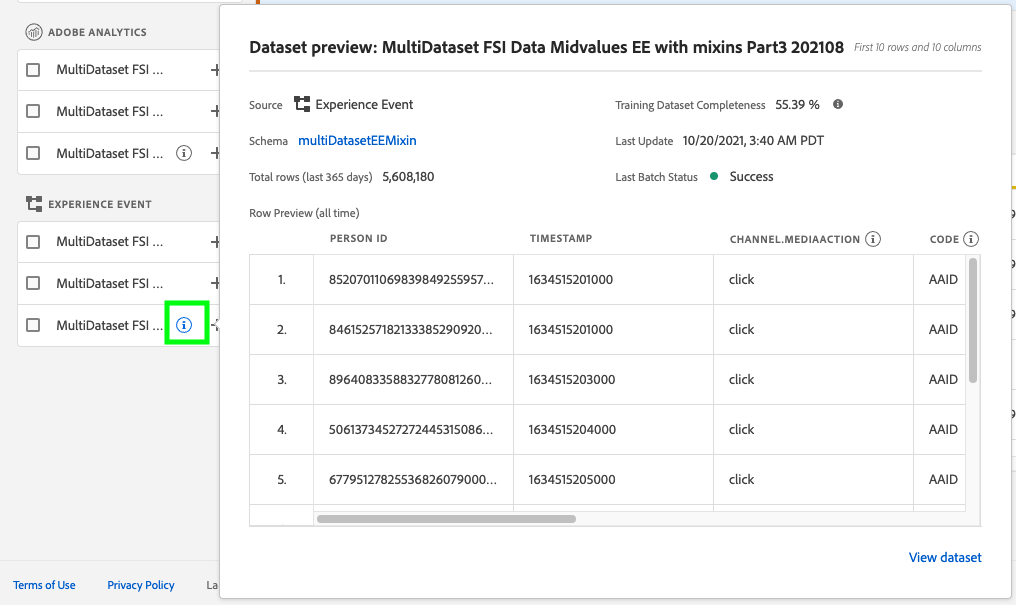 ADOBE ANALYTICS
MultiDataset FSI ...
MultiDataset FSI ...
MultiDataset FSI ...
EXPERIENCE EVENT
MultiDataset FSI ...
MultiDataset FSI ...
MultiDataset FSI ...
Dataset preview: MultiDataset FSI Data Midvalues EE with mixins Part3 202108 First 10 rows and 10 columns
Source Experience Event Training Dataset Completeness 55.39 %
Schema multiDatasetEEMixin Last Update 10/20/2021, 3:40 AM PDT
Total rows (last 365 days) 5,608,180 Last Batch Status Success
Row Preview (all time)
PERSON ID TIMESTAMP CHANNEL.MEDIAACTION CODE
1. 85207011069839849255957... 1634515201000 click AAID
2. 84615257182133385290920... 1634515201000 click AAID
3. 8964083358832778081260... 1634515203000 click AAID
4. 50613734527272445315086... 1634515204000 click AAID
5. 67795127825536826079000... 1634515205000 click AAID
View dataset
Terms of Use Privacy Policy La